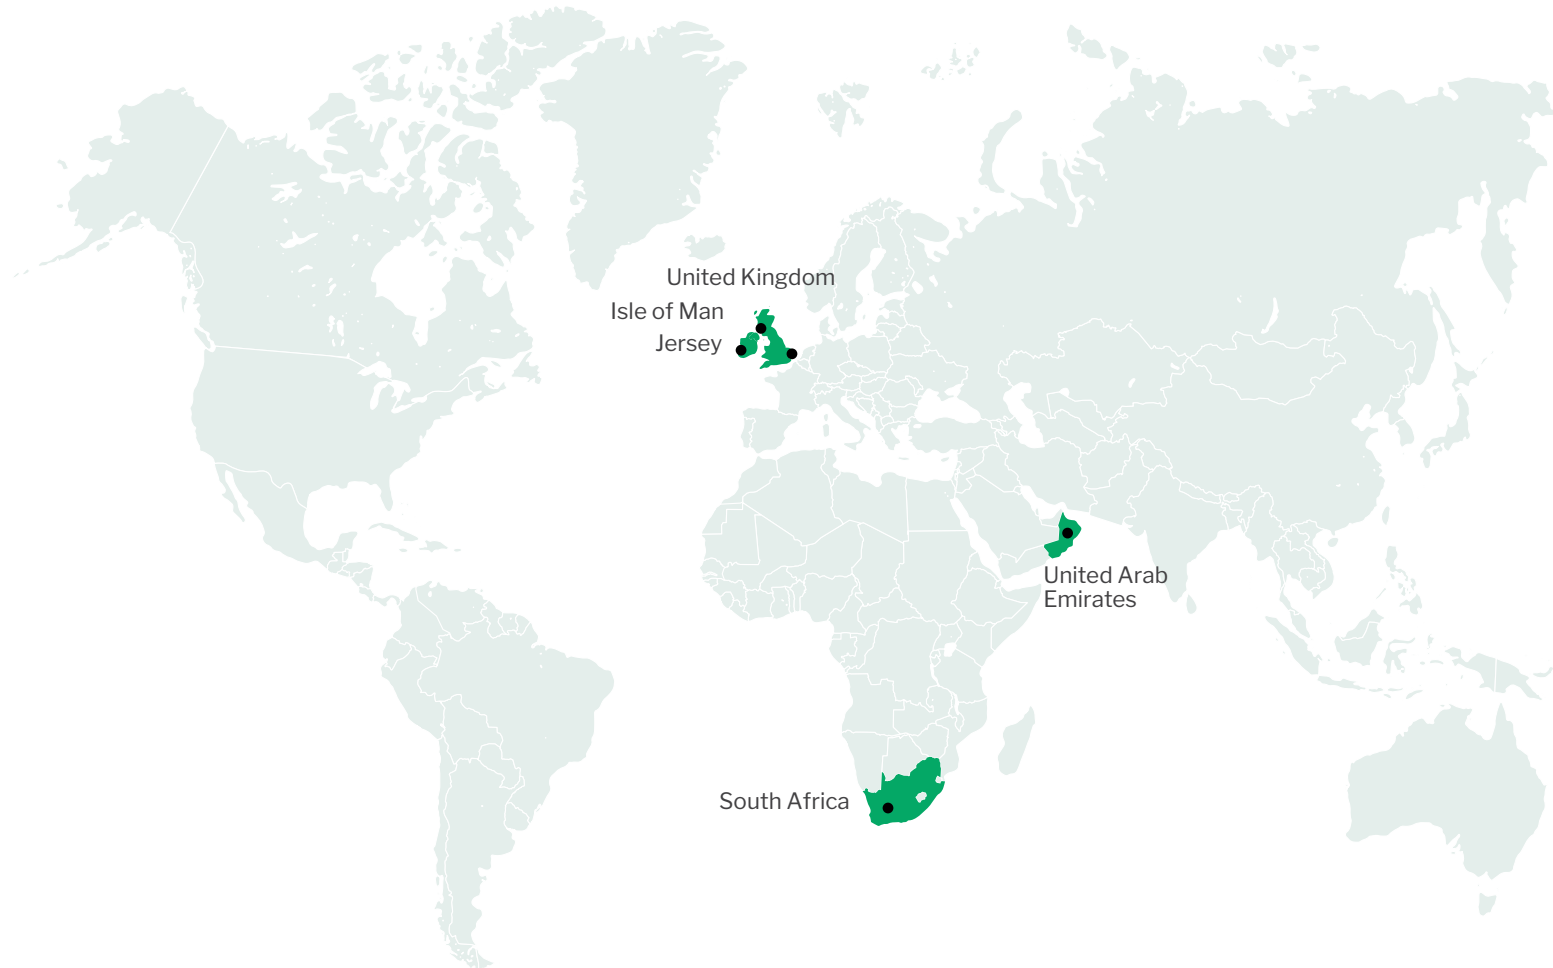 United Kingdom
Isle of Man
Jersey
United Arab
Emirates
South Africa